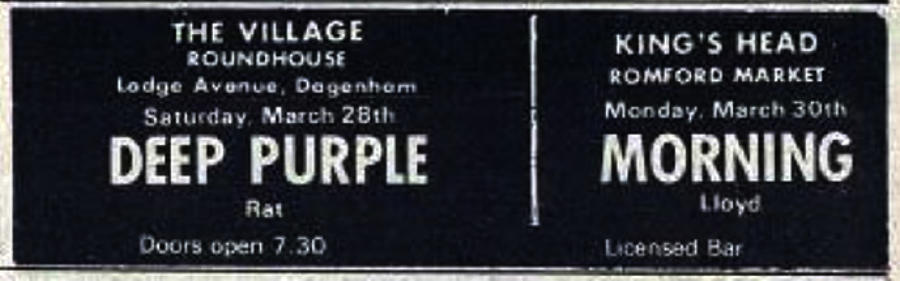 THE VILLAGE
ROUNDHOUSE
Lodge Avenue, Dagenham
Saturday, March 28th
DEEP PURPLE
Rat
Doors open 7.30
KING'S HEAD
ROMFORD MARKET
Monday, March 30th
MORNING
Lloyd
Licensed Bar